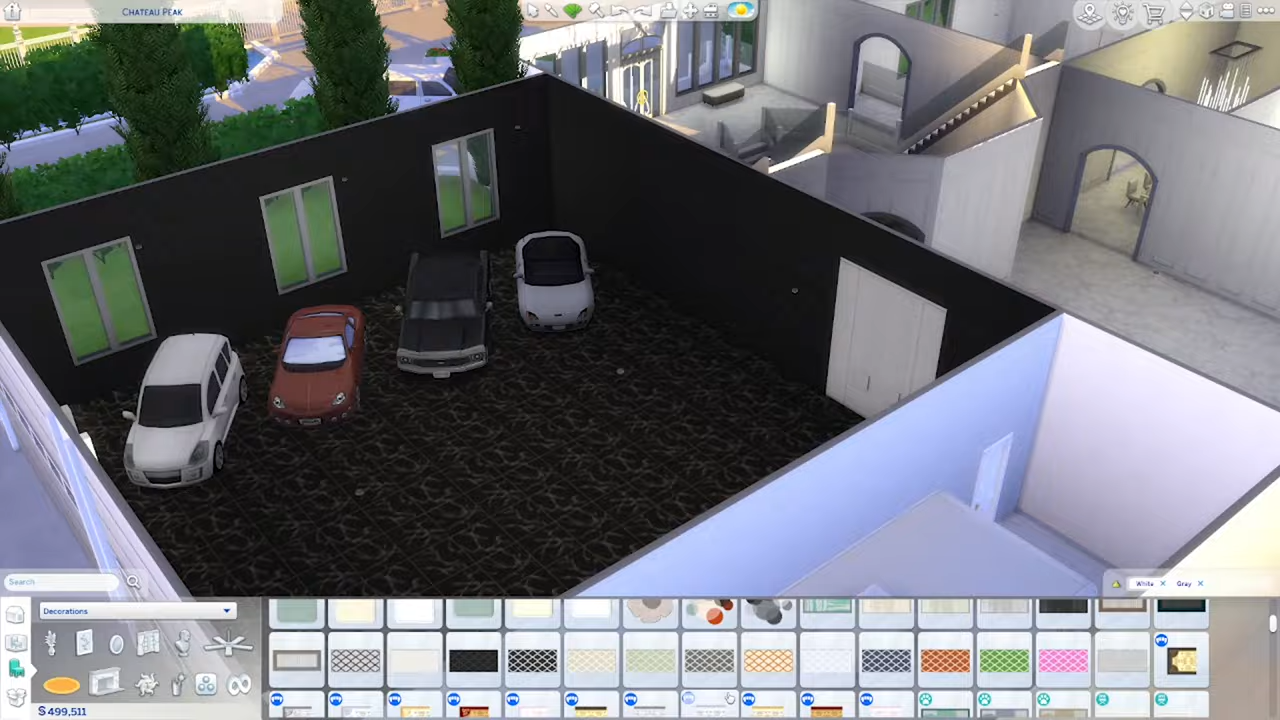 CHATEAU PEAK
Search
White × Gray ×
Decorations
§499,511